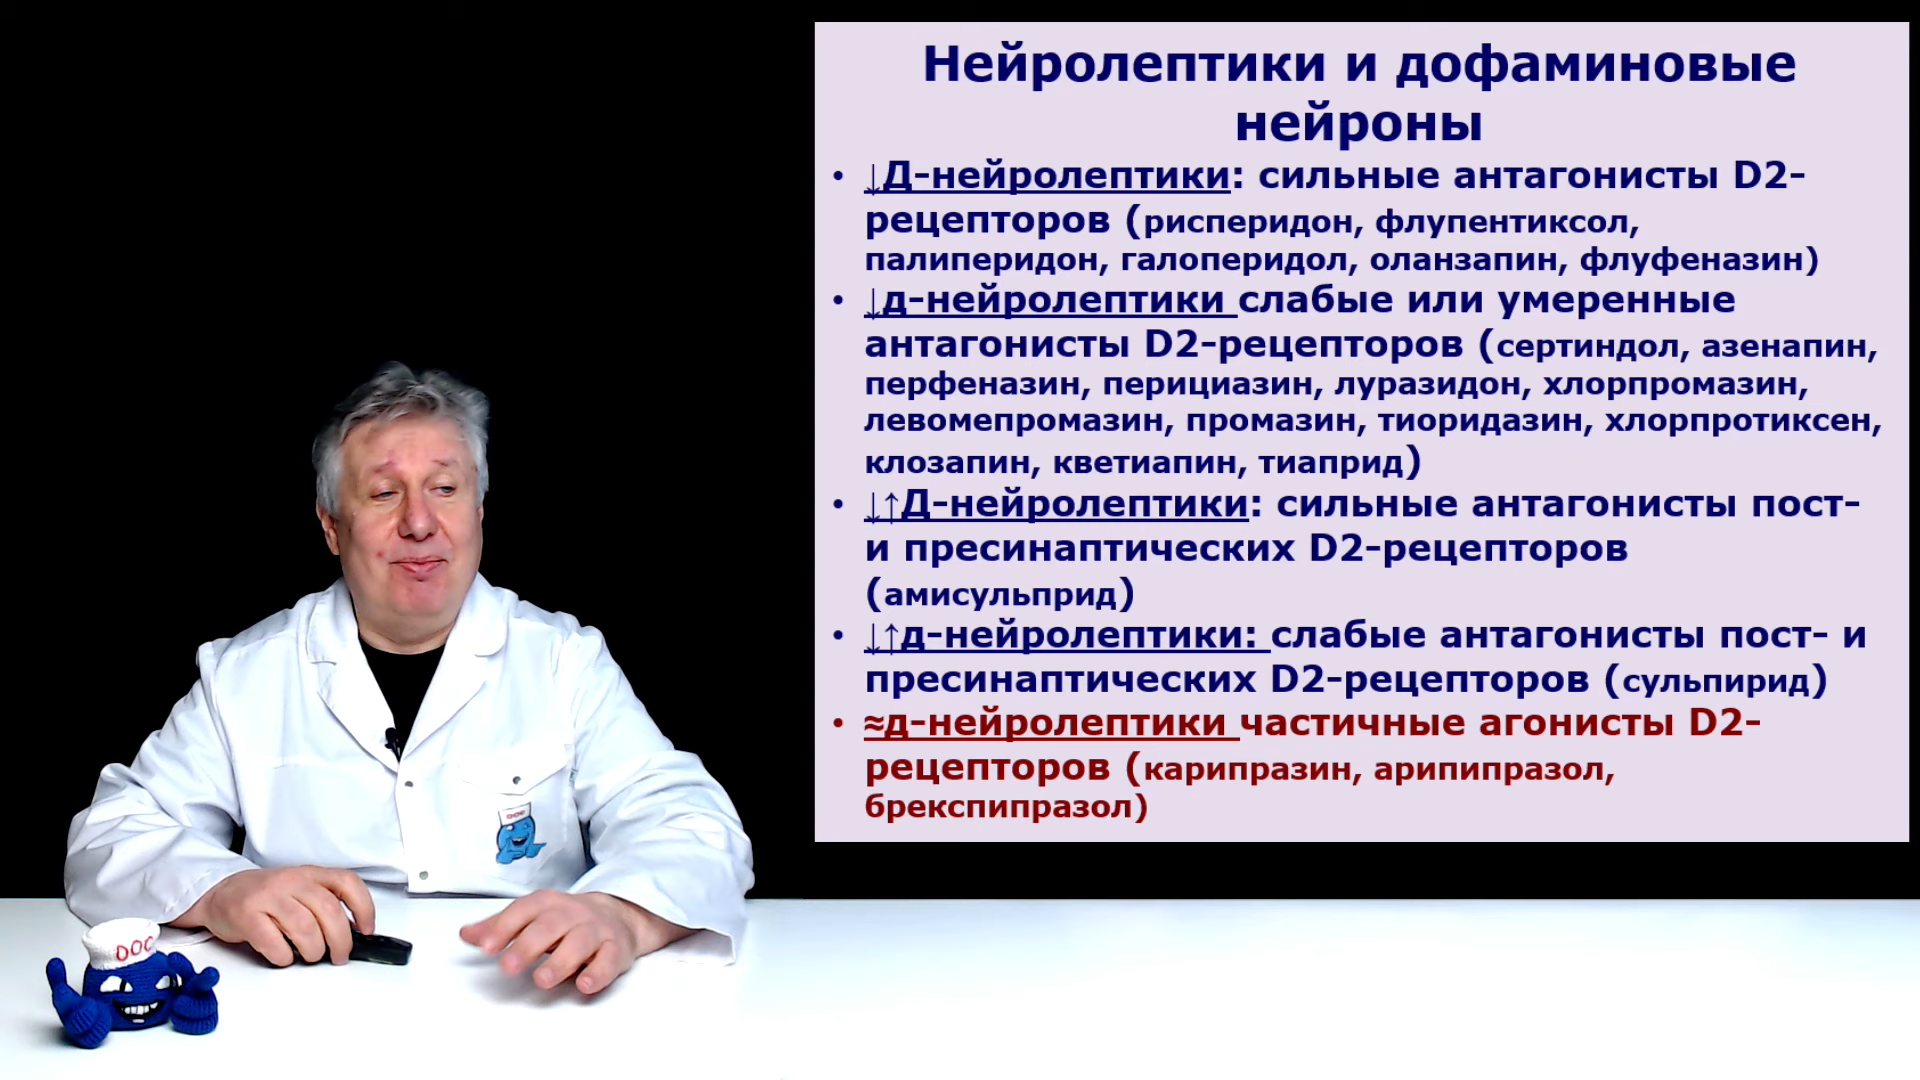 Нейролептики и дофаминовые
нейроны
• ↓Д-нейролептики: сильные антагонисты D2-
рецепторов (рисперидон, флупентиксол,
палиперидон, галоперидол, оланзапин, флуфеназин)
• ↓д-нейролептики слабые или умеренные
антагонисты D2-рецепторов (сертиндол, азенапин,
перфеназин, перициазин, луразидон, хлорпромазин,
левомепромазин, промазин, тиоридазин, хлорпротиксен,
клозапин, кветиапин, тиаприд)
• ↓↑Д-нейролептики: сильные антагонисты пост-
и пресинаптических D2-рецепторов
(амисульприд)
• ↓↑д-нейролептики: слабые антагонисты пост- и
пресинаптических D2-рецепторов (сульпирид)
• ≈д-нейролептики частичные агонисты D2-
рецепторов (карипразин, арипипразол,
брекспипразол)
DOC